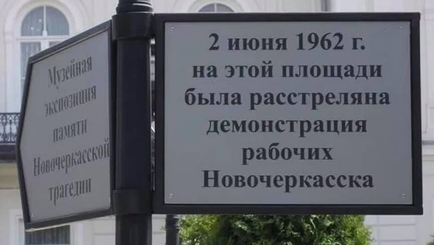 Музейная
экспозиция
памяти
Новочеркасской
трагедии
2 июня 1962 г.
на этой площади
была расстреляна
демонстрация
рабочих
Новочеркасска